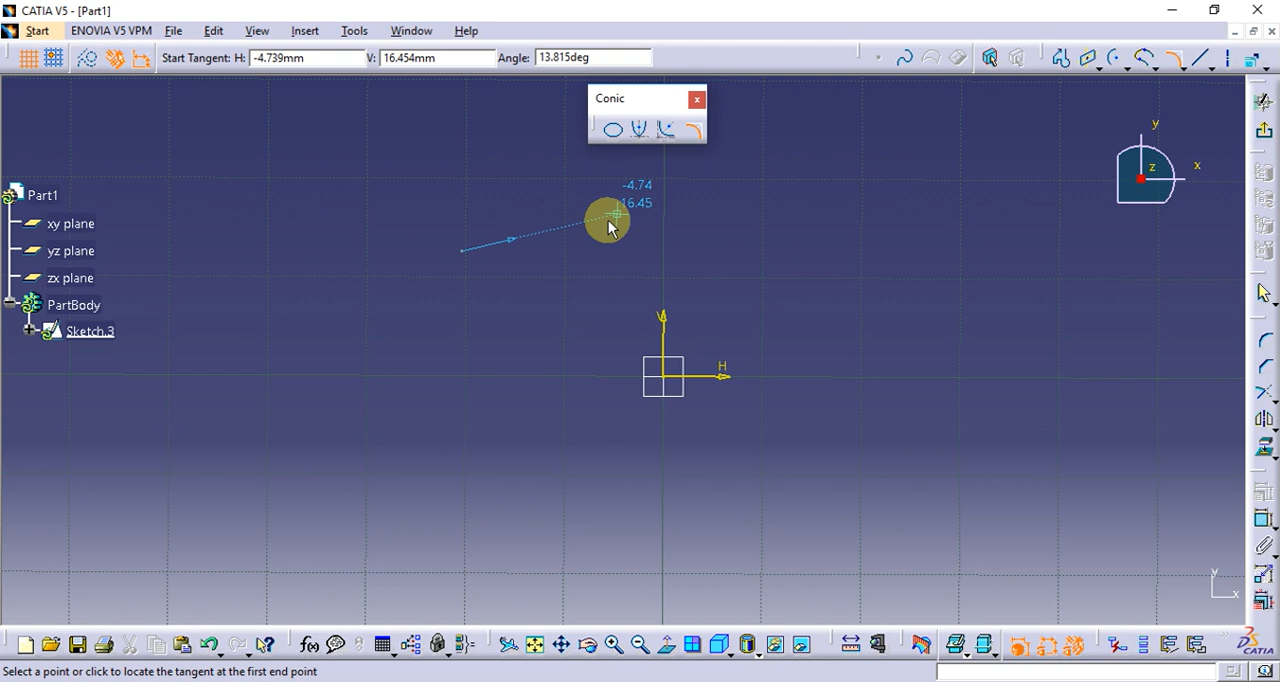 CATIA V5 - [Part1]
Start ENOVIA V5 VPM File Edit View Insert Tools Window Help
Start Tangent: H: -4.739mm V: 16.454mm Angle: 13.815deg
Conic x
y
x
z
-4.74
16.45
Part1
xy plane
yz plane
zx plane
PartBody
Sketch.3
V
H
y
x
f(x)
CATIA
Select a point or click to locate the tangent at the first end point